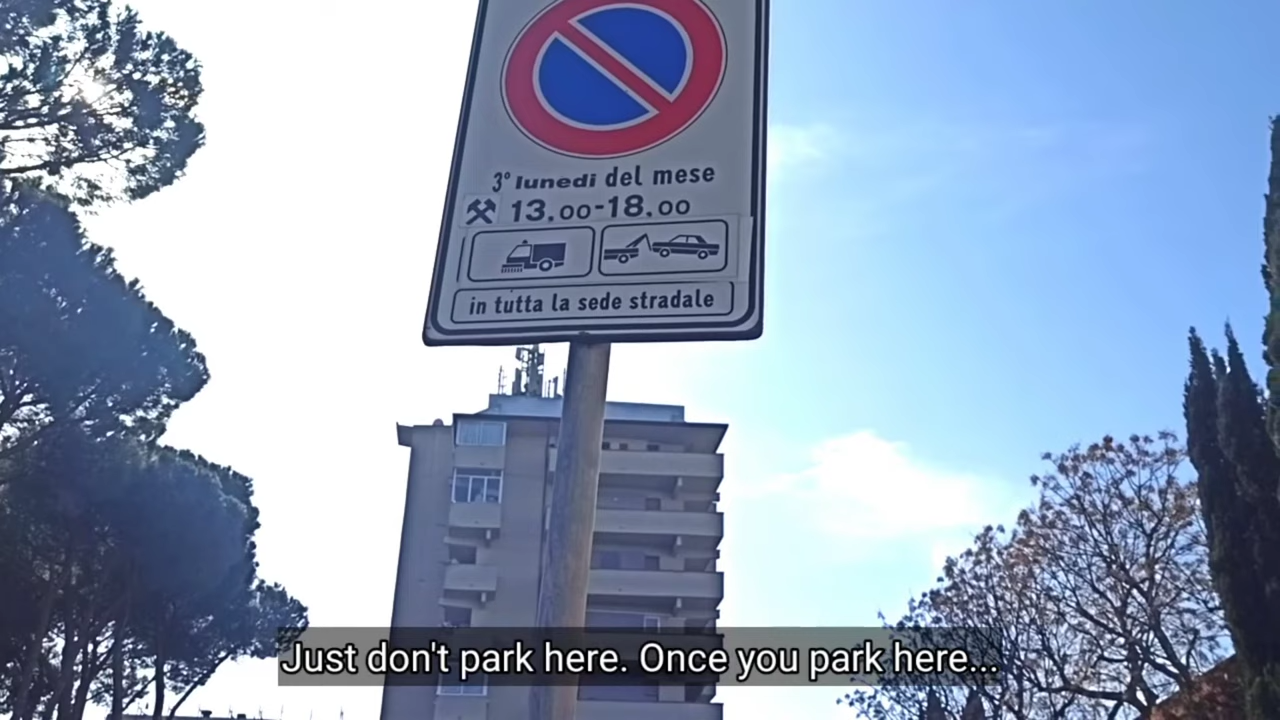 3° lunedi del mese
13.00-18.00
in tutta la sede stradale
Just don't park here. Once you park here...